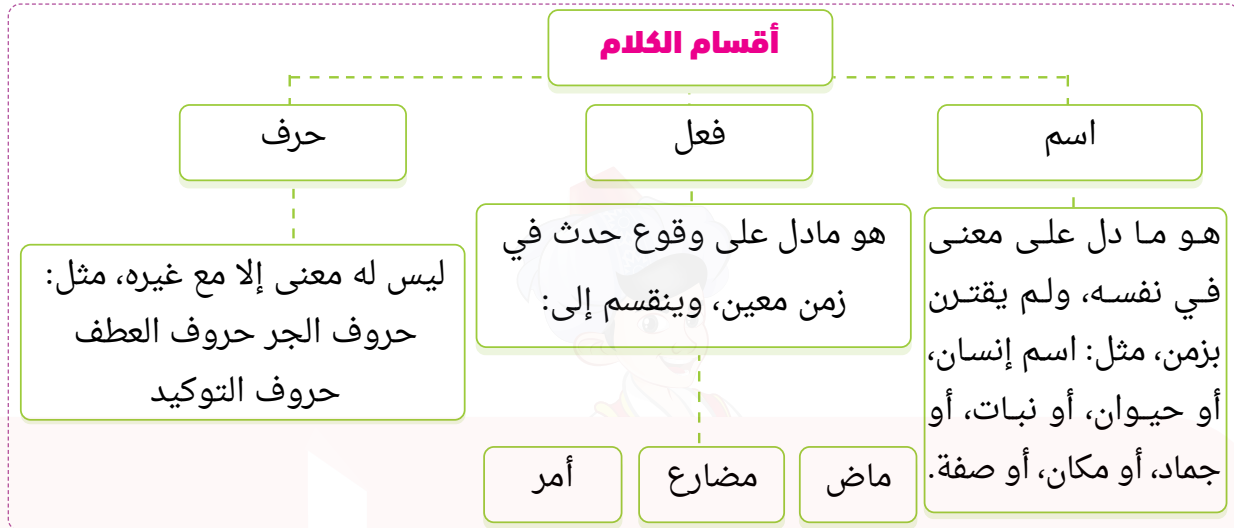 أقسام الكلام
اسم
فعل
حرف
هو ما دل على معنى
في نفسه، ولم يقترن
بزمن، مثل: اسم إنسان،
أو حيوان، أو نبات، أو
جماد، أو مكان، أو صفة.
هو مادل على وقوع حدث في
زمن معين، وينقسم إلى:
ليس له معنى إلا مع غيره، مثل:
حروف الجر حروف العطف
حروف التوكيد
ماض
مضارع
أمر